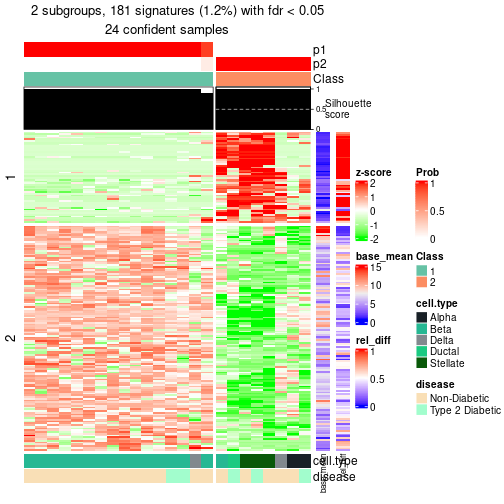 2 subgroups, 181 signatures (1.2%) with fdr < 0.05
24 confident samples
p1
p2
Class
1
0.5
0
Silhouette
score
1
2
z-score
2
1
0
-1
-2
Prob
1
0.5
0
base_mean
15
10
5
0
Class
1
2
rel_diff
1
0.5
0
cell.type
Alpha
Beta
Delta
Ductal
Stellate
disease
Non-Diabetic
Type 2 Diabetic
cell.type
disease
base_mean